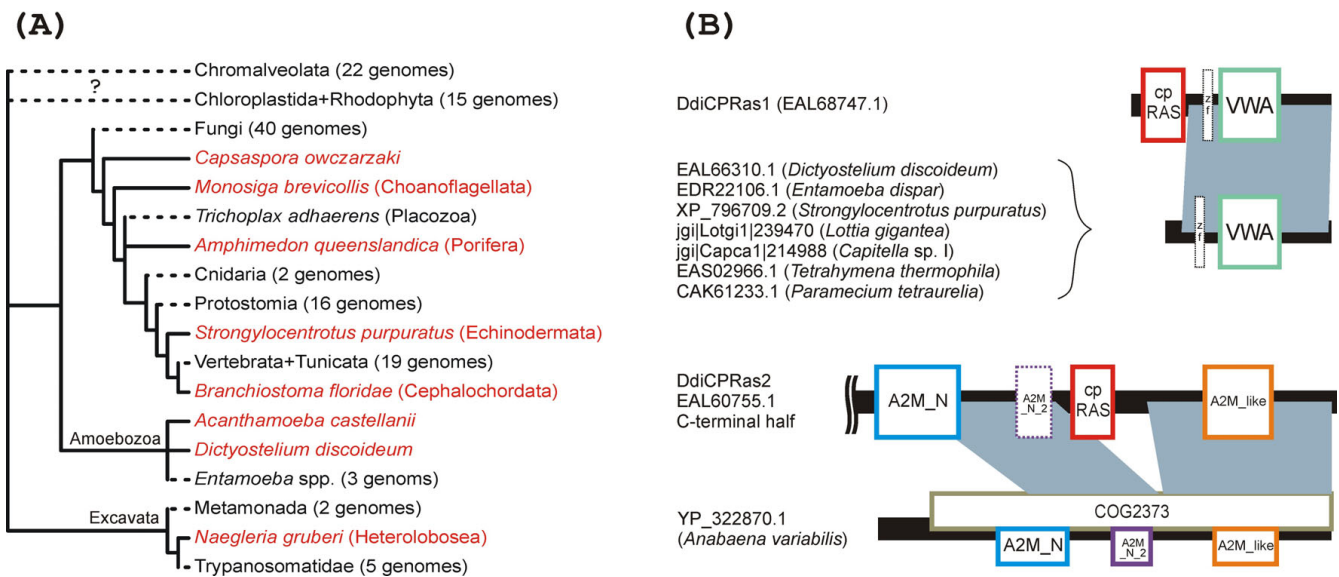 (A)
Chromalveolata (22 genomes)
?
Chloroplastida+Rhodophyta (15 genomes)
Fungi (40 genomes)
Capsaspora owczarzaki
Monosiga brevicollis (Choanoflagellata)
Trichoplax adhaerens (Placozoa)
Amphimedon queenslandica (Porifera)
Cnidaria (2 genomes)
Protostomia (16 genomes)
Strongylocentrotus purpuratus (Echinodermata)
Vertebrata+Tunicata (19 genomes)
Branchiostoma floridae (Cephalochordata)
Acanthamoeba castellanii
Amoebozoa
Dictyostelium discoideum
Entamoeba spp. (3 genoms)
Metamonada (2 genomes)
Excavata
Naegleria gruberi (Heterolobosea)
Trypanosomatidae (5 genomes)
(B)
DdiCPRas1 (EAL68747.1)
cp
RAS
z
f
VWA
EAL66310.1 (Dictyostelium discoideum)
EDR22106.1 (Entamoeba dispar)
XP_796709.2 (Strongylocentrotus purpuratus)
jgi|Lotgi1|239470 (Lottia gigantea)
jgi|Capca1|214988 (Capitella sp. I)
EAS02966.1 (Tetrahymena thermophila)
CAK61233.1 (Paramecium tetraurelia)
z
f
VWA
DdiCPRas2
EAL60755.1
C-terminal half
A2M_N
A2M
_N_2
cp
RAS
A2M_like
YP_322870.1
(Anabaena variabilis)
COG2373
A2M_N
A2M
_N_2
A2M_like